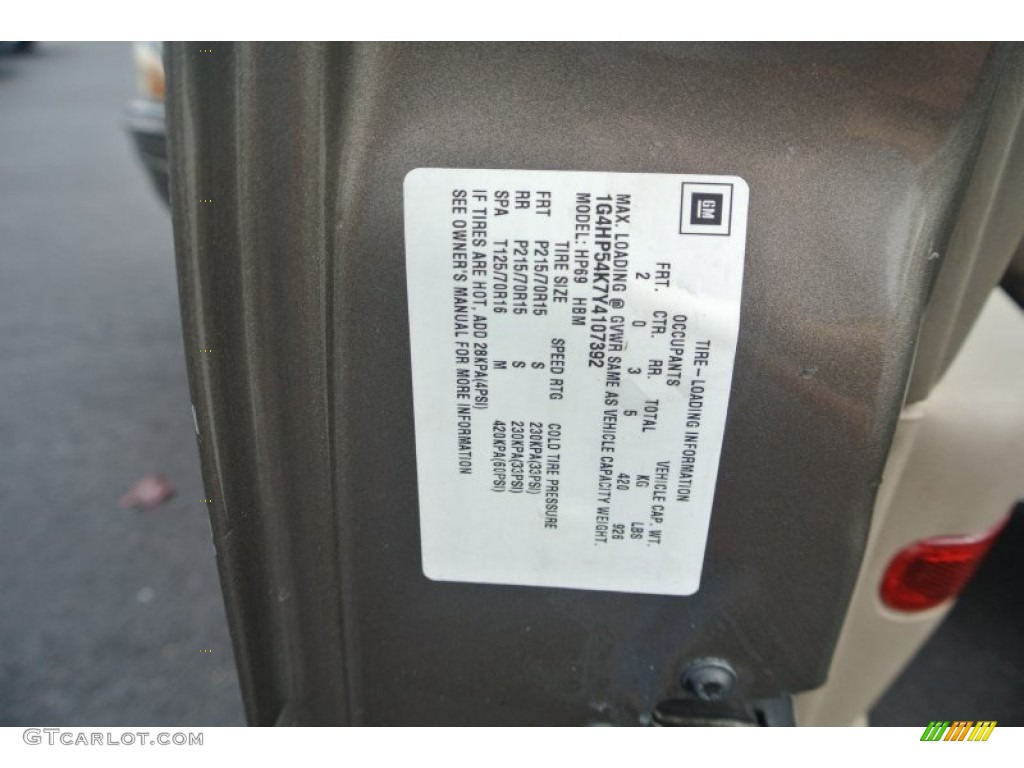 GM
TIRE-LOADING INFORMATION
OCCUPANTS VEHICLE CAP. WT.
FRT. CTR. RR. TOTAL KG LBS
2 0 3 5 420 926
MAX. LOADING @ GVWR SAME AS VEHICLE CAPACITY WEIGHT.
1G4HP54K7Y4107392
MODEL: HP69 HBM
TIRE SIZE SPEED RTG COLD TIRE PRESSURE
FRT P215/70R15 S 230KPA(33PSI)
RR P215/70R15 S 230KPA(33PSI)
SPA T125/70R16 M 420KPA(60PSI)
IF TIRES ARE HOT, ADD 28KPA(4PSI)
SEE OWNER'S MANUAL FOR MORE INFORMATION
GTCarLot.com